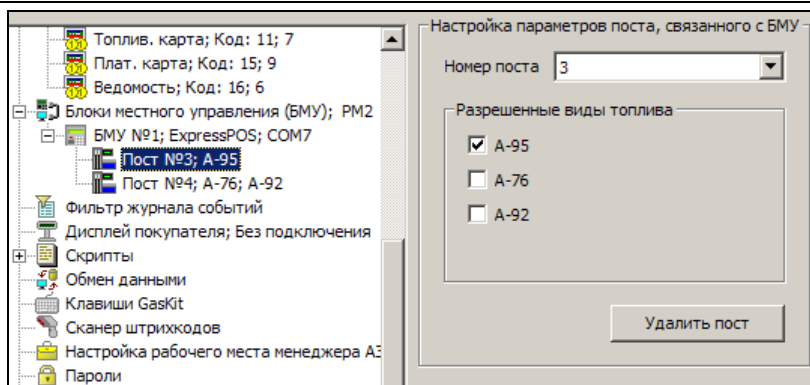 Топлив. карта; Код: 11; 7
Плат. карта; Код: 15; 9
Ведомость; Код: 16; 6
Блоки местного управления (БМУ); РМ2
БМУ №1; ExpressPOS; COM7
Пост №3; А-95
Пост №4; А-76; А-92
Фильтр журнала событий
Дисплей покупателя; Без подключения
Скрипты
Обмен данными
Клавиши GasKit
Сканер штрихкодов
Настройка рабочего места менеджера АЗ
Пароли
Настройка параметров поста, связанного с БМУ
Номер поста 3
Разрешенные виды топлива
А-95
А-76
А-92
Удалить пост